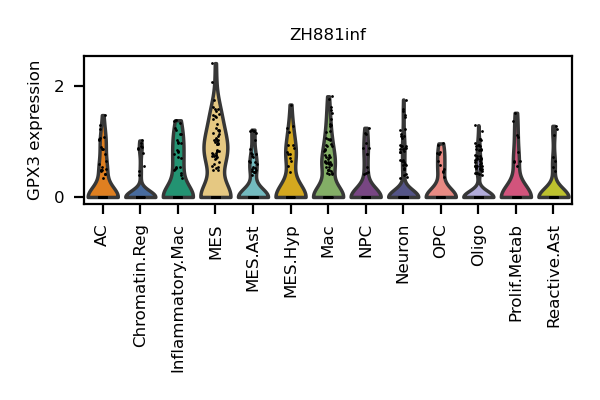 ZH881inf
GPX3 expression
2
0
AC
Chromatin.Reg
Inflammatory.Mac
MES
MES.Ast
MES.Hyp
Mac
NPC
Neuron
OPC
Oligo
Prolif.Metab
Reactive.Ast